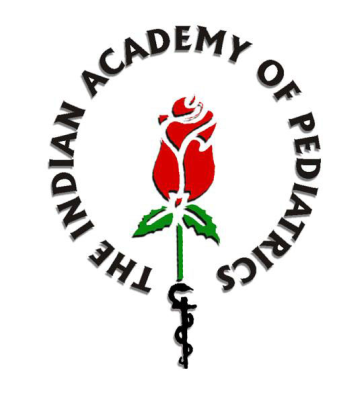 THE INDIAN ACADEMY OF PEDIATRICS